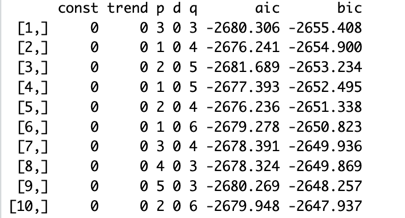 const trend p d q aic bic
[1,] 0 0 3 0 3 -2680.306 -2655.408
[2,] 0 0 1 0 4 -2676.241 -2654.900
[3,] 0 0 2 0 5 -2681.689 -2653.234
[4,] 0 0 1 0 5 -2677.393 -2652.495
[5,] 0 0 2 0 4 -2676.236 -2651.338
[6,] 0 0 1 0 6 -2679.278 -2650.823
[7,] 0 0 3 0 4 -2678.391 -2649.936
[8,] 0 0 4 0 3 -2678.324 -2649.869
[9,] 0 0 5 0 3 -2680.269 -2648.257
[10,] 0 0 2 0 6 -2679.948 -2647.937